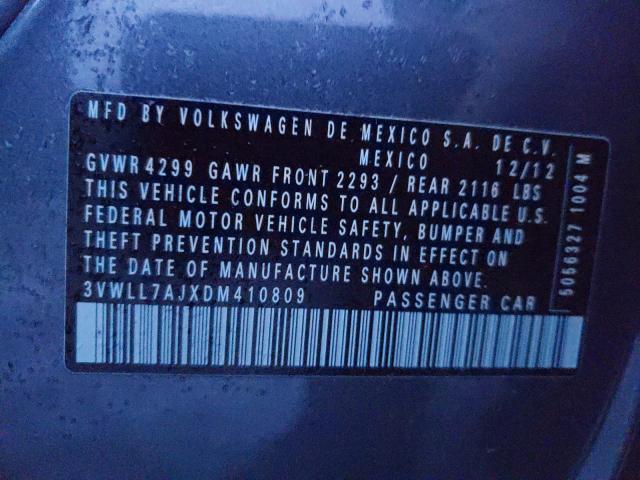 MFD BY VOLKSWAGEN DE MEXICO S.A. DE C.V.
MEXICO 12/12
GVWR 4299 GAWR FRONT 2293 / REAR 2116 LBS
THIS VEHICLE CONFORMS TO ALL APPLICABLE U.S.
FEDERAL MOTOR VEHICLE SAFETY, BUMPER AND
THEFT PREVENTION STANDARDS IN EFFECT ON
THE DATE OF MANUFACTURE SHOWN ABOVE.
3VWLL7AJXDM410809 PASSENGER CAR
5056327 1004 M